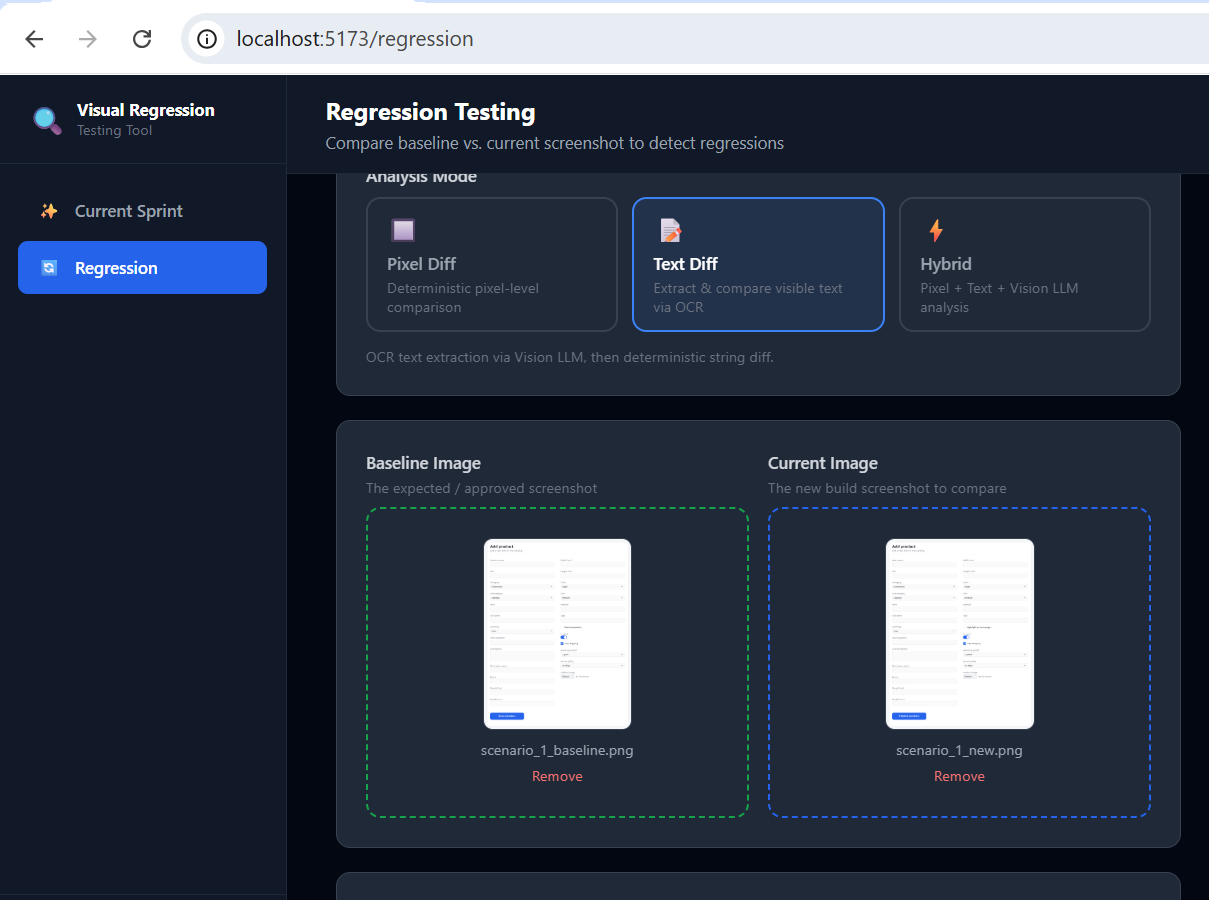 localhost:5173/regression
Visual Regression
Testing Tool
Current Sprint
Regression
Regression Testing
Compare baseline vs. current screenshot to detect regressions
Analysis Mode
Pixel Diff
Deterministic pixel-level
comparison
Text Diff
Extract & compare visible text
via OCR
Hybrid
Pixel + Text + Vision LLM
analysis
OCR text extraction via Vision LLM, then deterministic string diff.
Baseline Image
The expected / approved screenshot
Add product
scenario_1_baseline.png
Remove
Current Image
The new build screenshot to compare
Add product
scenario_1_new.png
Remove